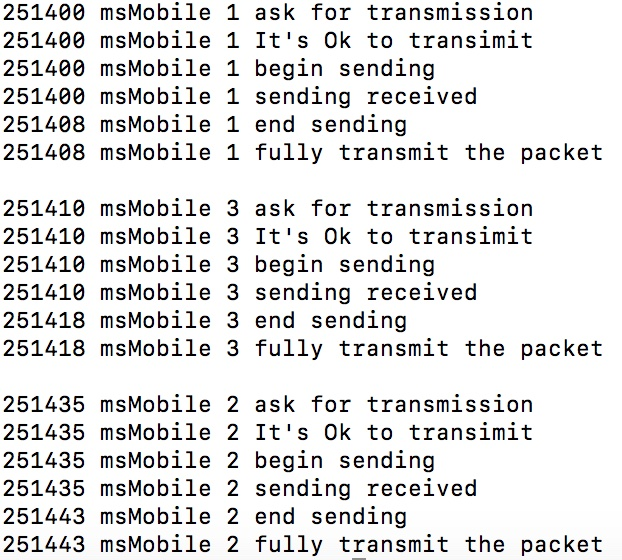 251400 msMobile 1 ask for transmission
251400 msMobile 1 It's Ok to transimit
251400 msMobile 1 begin sending
251400 msMobile 1 sending received
251408 msMobile 1 end sending
251408 msMobile 1 fully transmit the packet
251410 msMobile 3 ask for transmission
251410 msMobile 3 It's Ok to transimit
251410 msMobile 3 begin sending
251410 msMobile 3 sending received
251418 msMobile 3 end sending
251418 msMobile 3 fully transmit the packet
251435 msMobile 2 ask for transmission
251435 msMobile 2 It's Ok to transimit
251435 msMobile 2 begin sending
251435 msMobile 2 sending received
251443 msMobile 2 end sending
251443 msMobile 2 fully transmit the packet